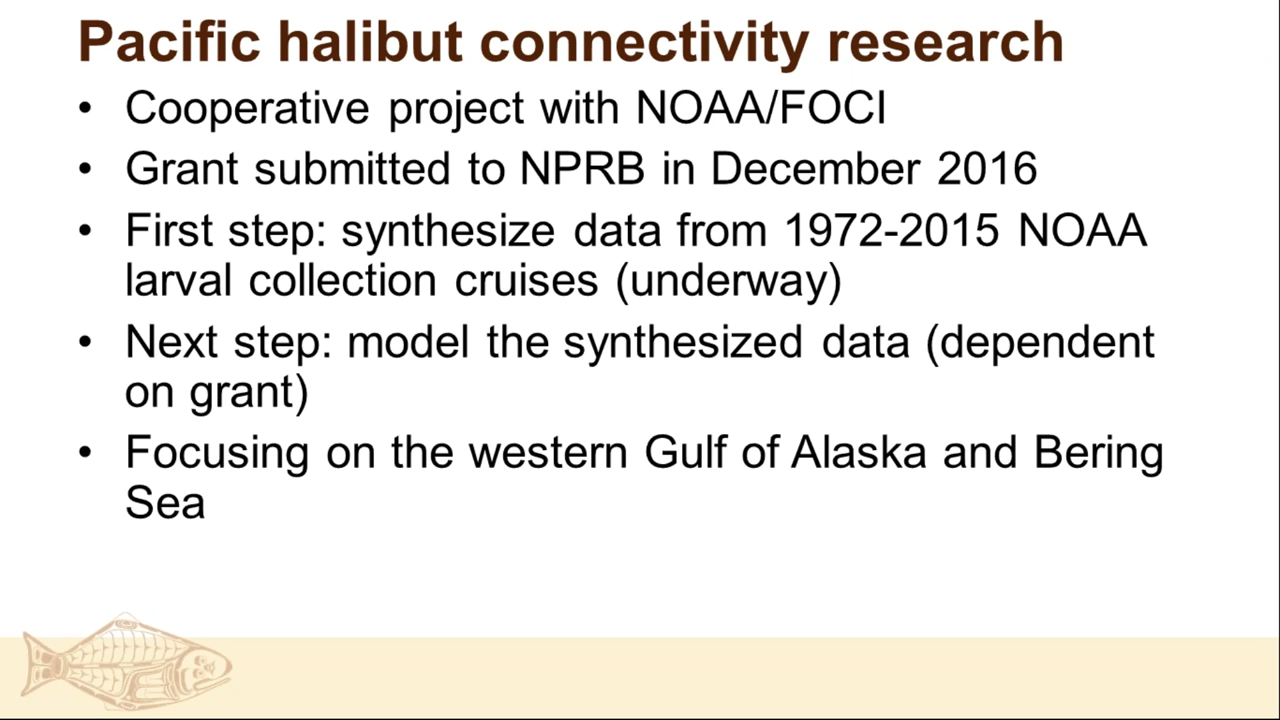 Pacific halibut connectivity research
• Cooperative project with NOAA/FOCI
• Grant submitted to NPRB in December 2016
• First step: synthesize data from 1972-2015 NOAA
larval collection cruises (underway)
• Next step: model the synthesized data (dependent
on grant)
• Focusing on the western Gulf of Alaska and Bering
Sea